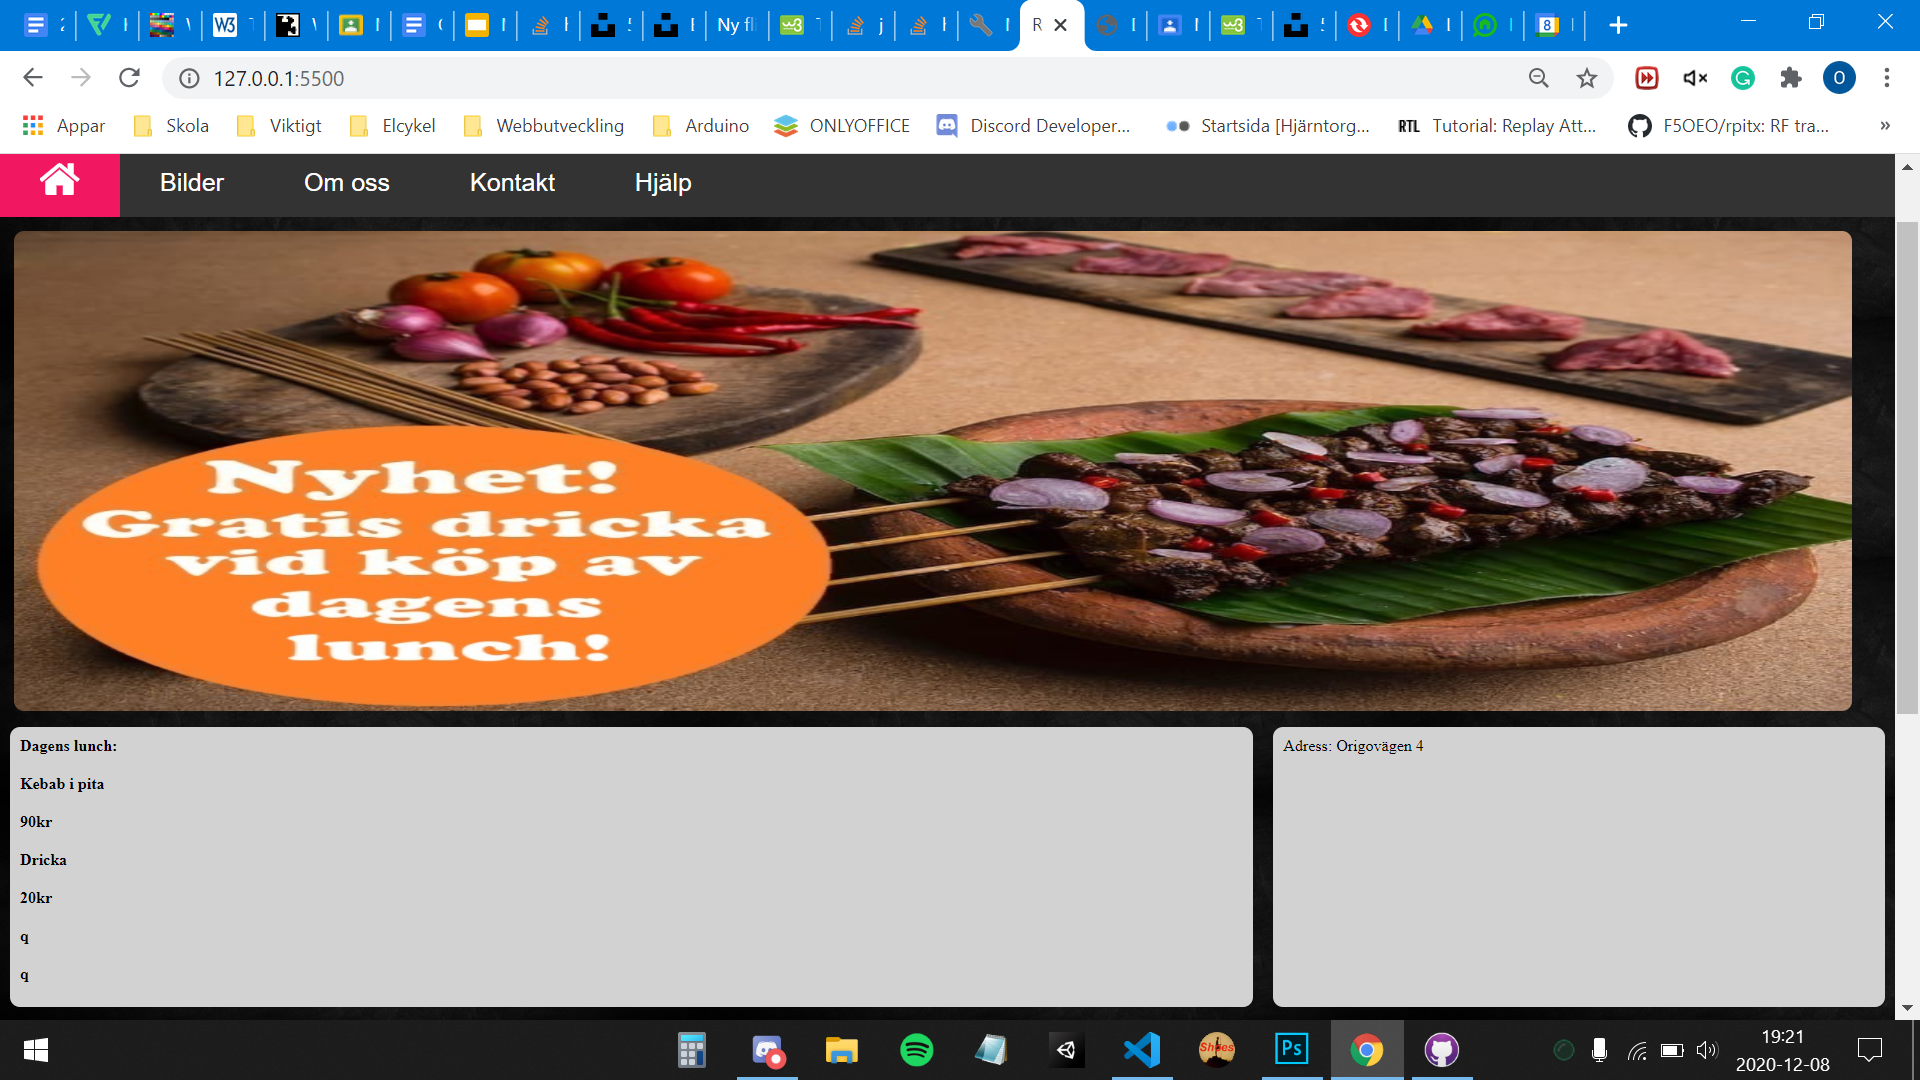 127.0.0.1:5500
Appar
Skola
Viktigt
Elcykel
Webbutveckling
Arduino
ONLYOFFICE
Discord Developer...
Startsida [Hjärntorg...
RTL Tutorial: Replay Att...
F5OEO/rpitx: RF tra...
»
Bilder
Om oss
Kontakt
Hjälp
Nyhet!
Gratis dricka
vid köp av
dagens
lunch!
Dagens lunch:
Kebab i pita
90kr
Dricka
20kr
q
q
Adress: Origovägen 4
Shoes
Ps
19:21
2020-12-08